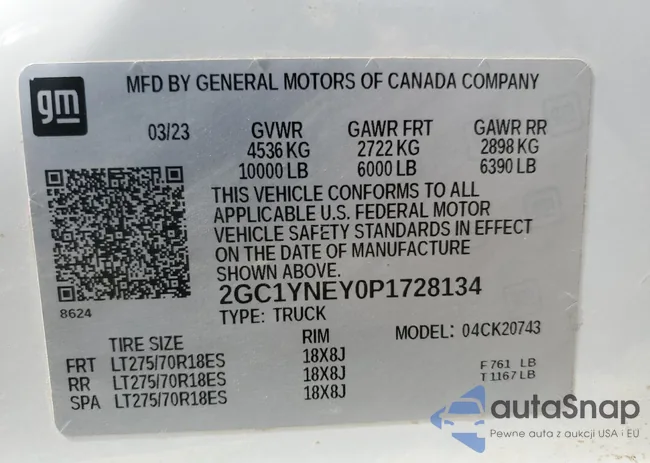 gm
MFD BY GENERAL MOTORS OF CANADA COMPANY
03/23 GVWR GAWR FRT GAWR RR
4536 KG 2722 KG 2898 KG
10000 LB 6000 LB 6390 LB
THIS VEHICLE CONFORMS TO ALL
APPLICABLE U.S. FEDERAL MOTOR
VEHICLE SAFETY STANDARDS IN EFFECT
ON THE DATE OF MANUFACTURE
SHOWN ABOVE.
8624
2GC1YNEY0P1728134
TYPE: TRUCK
MODEL: 04CK20743
TIRE SIZE RIM
FRT LT275/70R18ES 18X8J F 761 LB
RR LT275/70R18ES 18X8J T 1167 LB
SPA LT275/70R18ES 18X8J
autaSnap
Pewne auta z aukcji USA i EU